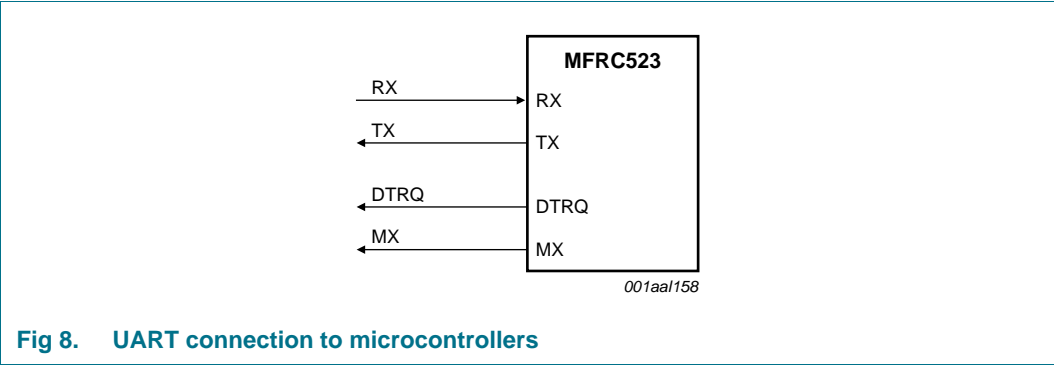 MFRC523
RX
RX
TX
TX
DTRQ
DTRQ
MX
MX
001aal158
Fig 8. UART connection to microcontrollers